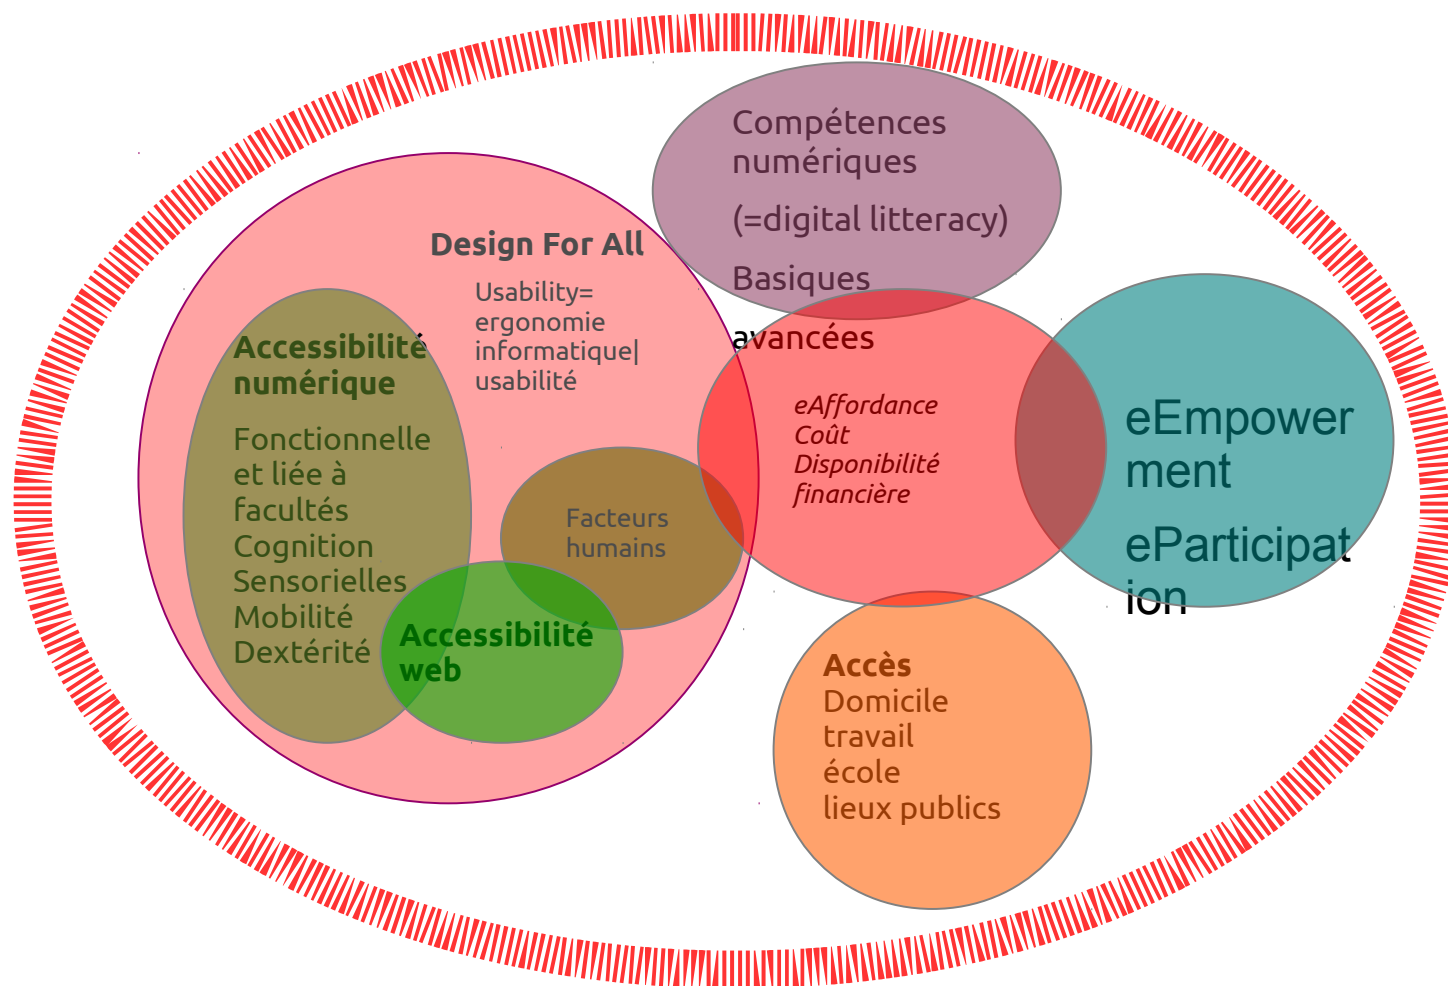 Compétences
numériques
(=digital litteracy)
Basiques
avancées
Design For All
Usability=
ergonomie
informatique|
usabilité
Accessibilité
numérique
Fonctionnelle
et liée à
facultés
Cognition
Sensorielles
Mobilité
Dextérité
Facteurs
humains
Accessibilité
web
eAffordance
Coût
Disponibilité
financière
eEmpower
ment
eParticipat
ion
Accès
Domicile
travail
école
lieux publics